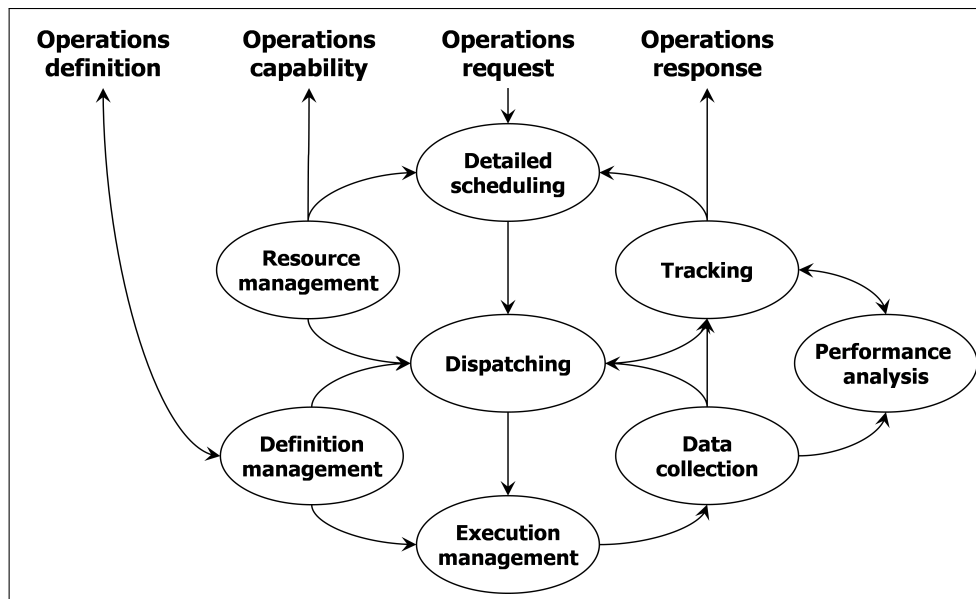 Operations
definition
Operations
capability
Operations
request
Operations
response
Detailed
scheduling
Resource
management
Tracking
Dispatching
Performance
analysis
Definition
management
Data
collection
Execution
management